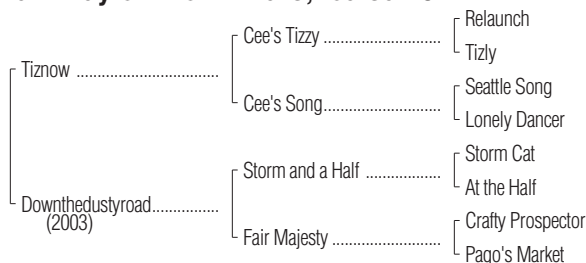 Relaunch
Cee's Tizzy
Tizly
Tiznow
Seattle Song
Cee's Song
Lonely Dancer
Storm Cat
Storm and a Half
At the Half
Downthedustyroad
(2003)
Crafty Prospector
Fair Majesty
Pago's Market